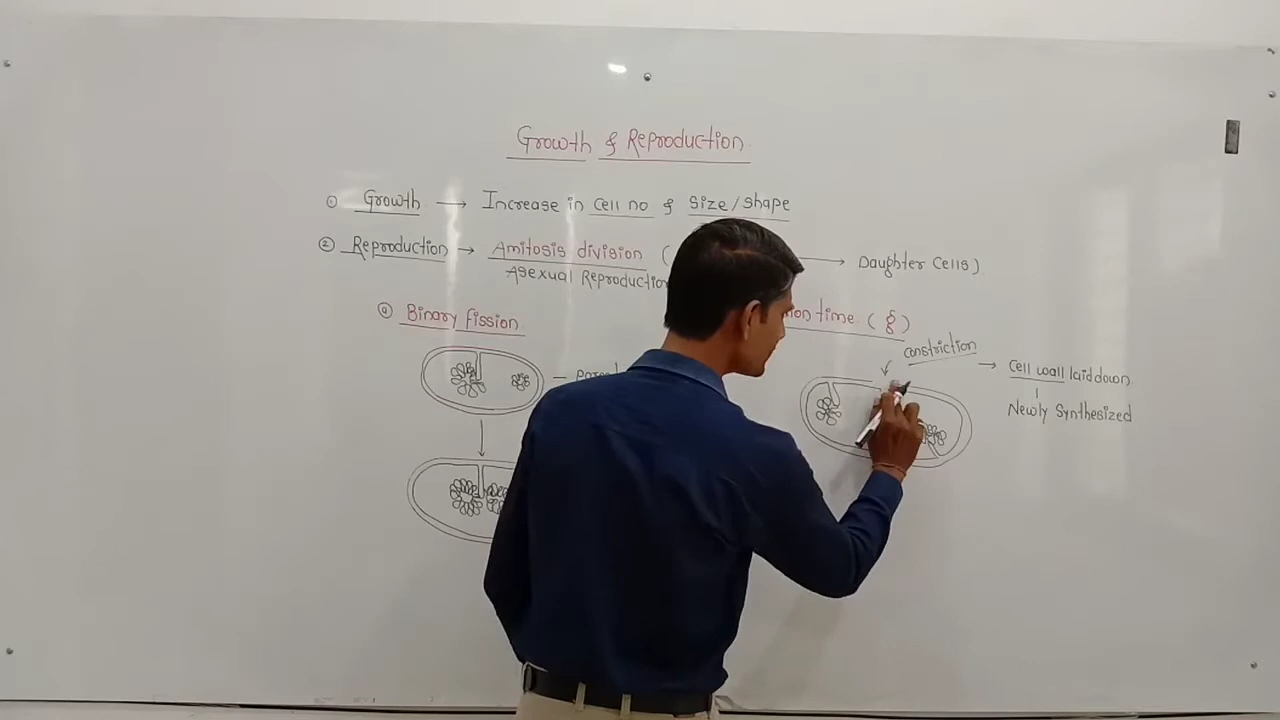 Growth & Reproduction
① Growth → Increase in Cell no & Size/shape
② Reproduction → Amitosis division ( → Daughter Cells)
Asexual Reproduction
ⓐ Binary fission
time ( )
Constriction → Cell wall laid down
Newly Synthesized